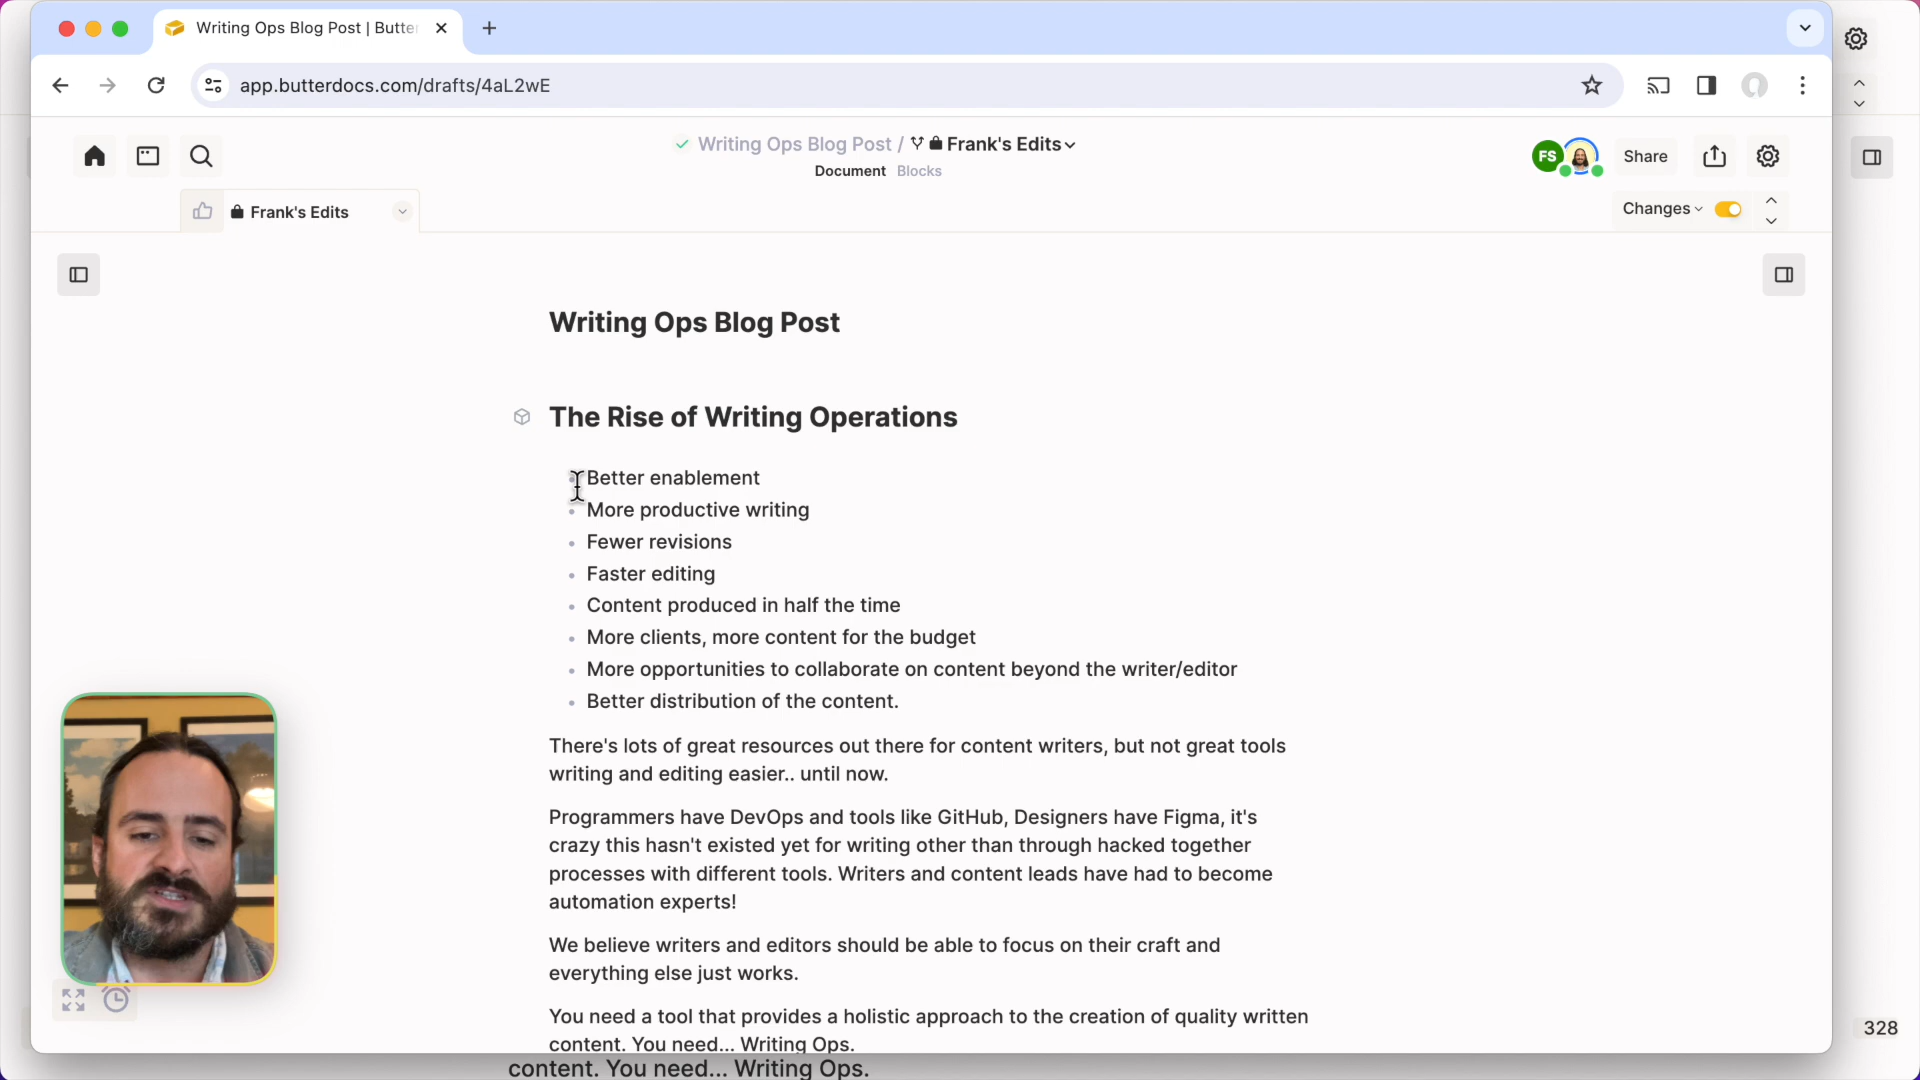 Writing Ops Blog Post | Butte
app.butterdocs.com/drafts/4aL2wE
Writing Ops Blog Post / Frank's Edits
Document Blocks
FS
Share
Frank's Edits
Changes
Writing Ops Blog Post
The Rise of Writing Operations
Better enablement
More productive writing
Fewer revisions
Faster editing
Content produced in half the time
More clients, more content for the budget
More opportunities to collaborate on content beyond the writer/editor
Better distribution of the content.
There's lots of great resources out there for content writers, but not great tools
writing and editing easier.. until now.
Programmers have DevOps and tools like GitHub, Designers have Figma, it's
crazy this hasn't existed yet for writing other than through hacked together
processes with different tools. Writers and content leads have had to become
automation experts!
We believe writers and editors should be able to focus on their craft and
everything else just works.
You need a tool that provides a holistic approach to the creation of quality written
content. You need... Writing Ops.
328
content. You need... Writing Ops.